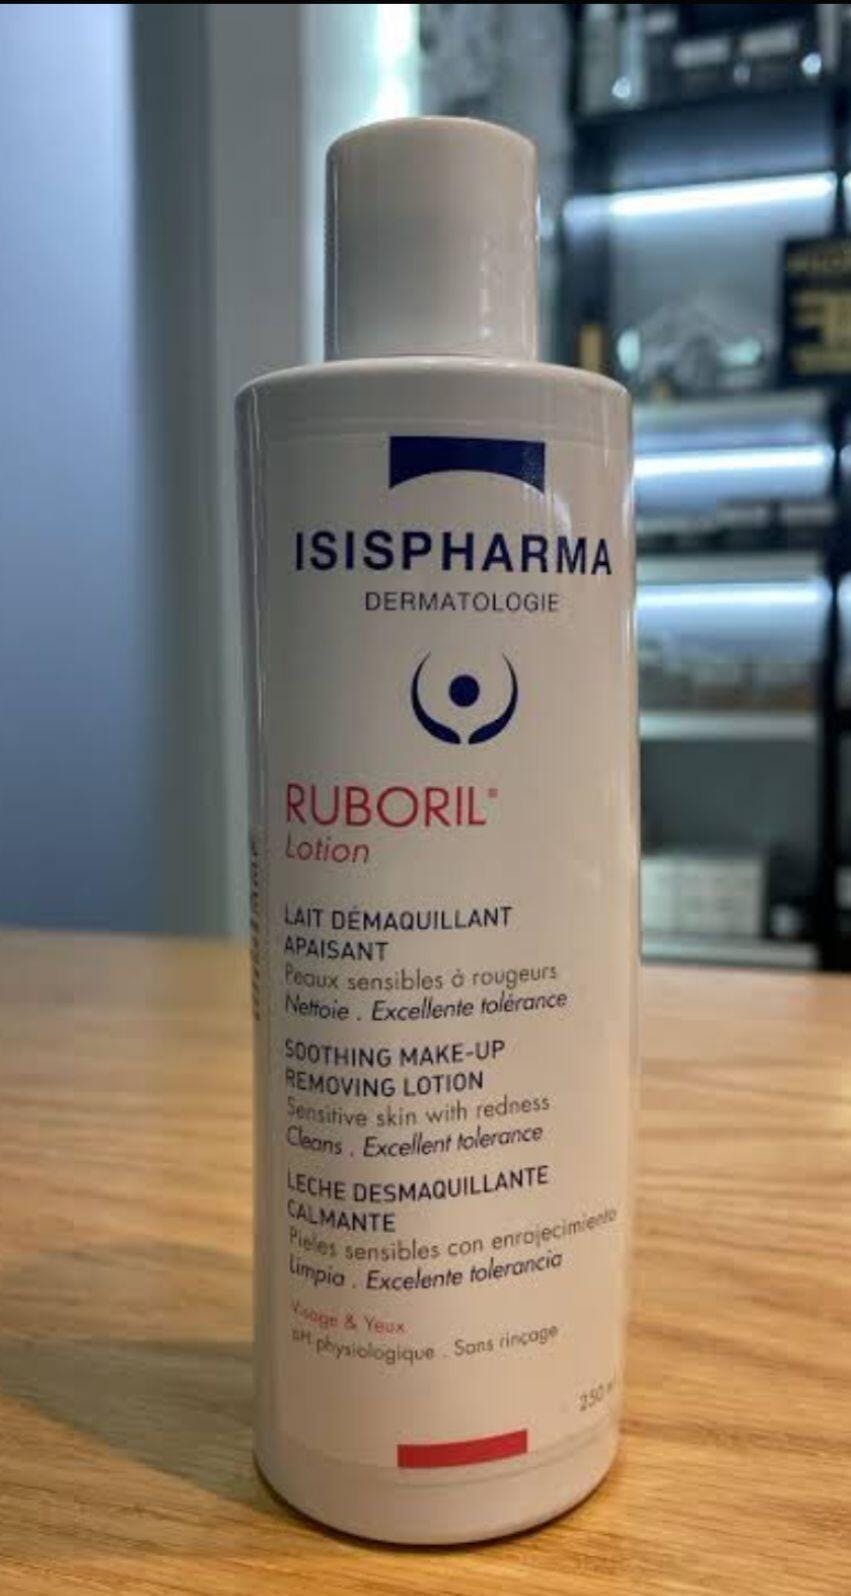 ISISPHARMA
DERMATOLOGIE
RUBORIL®
Lotion
LAIT DÉMAQUILLANT
APAISANT
Peaux sensibles à rougeurs
Nettoie . Excellente tolérance
SOOTHING MAKE-UP
REMOVING LOTION
Sensitive skin with redness
Cleans . Excellent tolerance
LECHE DESMAQUILLANTE
CALMANTE
Pieles sensibles con enrojecimiento
Limpia . Excelente tolerancia
Visage & Yeux
pH physiologique . Sans rinçage
250